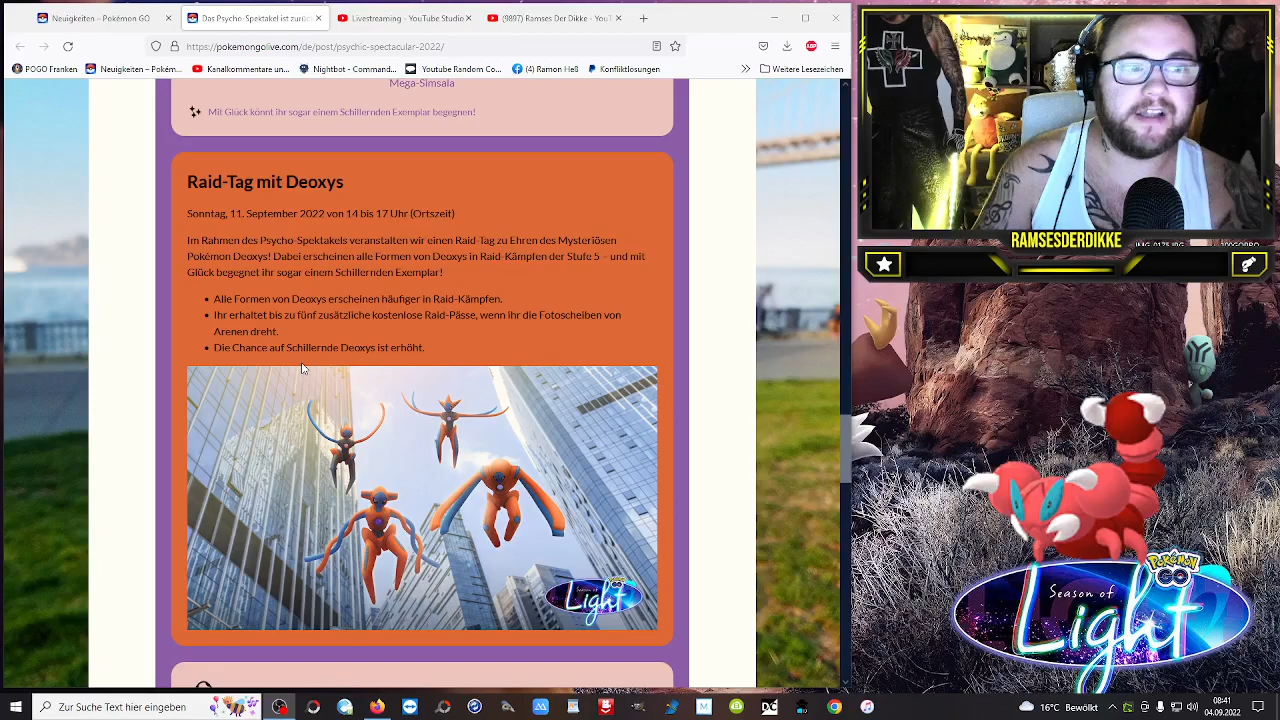 Neuigkeiten – Pokémon GO
Das Psycho-Spektakel ist zurüc
Livestreaming - YouTube Studio
(9897) Ramses Der Dikke - YouT
https://pokemongolive.com/
/psychic-spectacular-2022/
POGO Franken
Neuigkeiten – Pokém
Nightbot - Command
Youtube Random Co
(4) Ramon Heß
Konfliktlösungen
Weitere Lesezeichen
Mega-Simsala
Mit Glück könnt ihr sogar einem Schillernden Exemplar begegnen!
Raid-Tag mit Deoxys
Sonntag, 11. September 2022 von 14 bis 17 Uhr (Ortszeit)
Im Rahmen des Psycho-Spektakels veranstalten wir einen Raid-Tag zu Ehren des Mysteriösen
Pokémon Deoxys! Dabei erscheinen alle Formen von Deoxys in Raid-Kämpfen der Stufe 5 – und mit
Glück begegnet ihr sogar einem Schillernden Exemplar!
Alle Formen von Deoxys erscheinen häufiger in Raid-Kämpfen.
Ihr erhaltet bis zu fünf zusätzliche kostenlose Raid-Pässe, wenn ihr die Fotoscheiben von
Arenen dreht.
Die Chance auf Schillernde Deoxys ist erhöht.
Season of
Light
RAMSESDERDIKKE
Pokémon
GO
Season of
Light
Zur Suche Text hier eingeben
16°C Bewölkt
08:41
04.09.2022